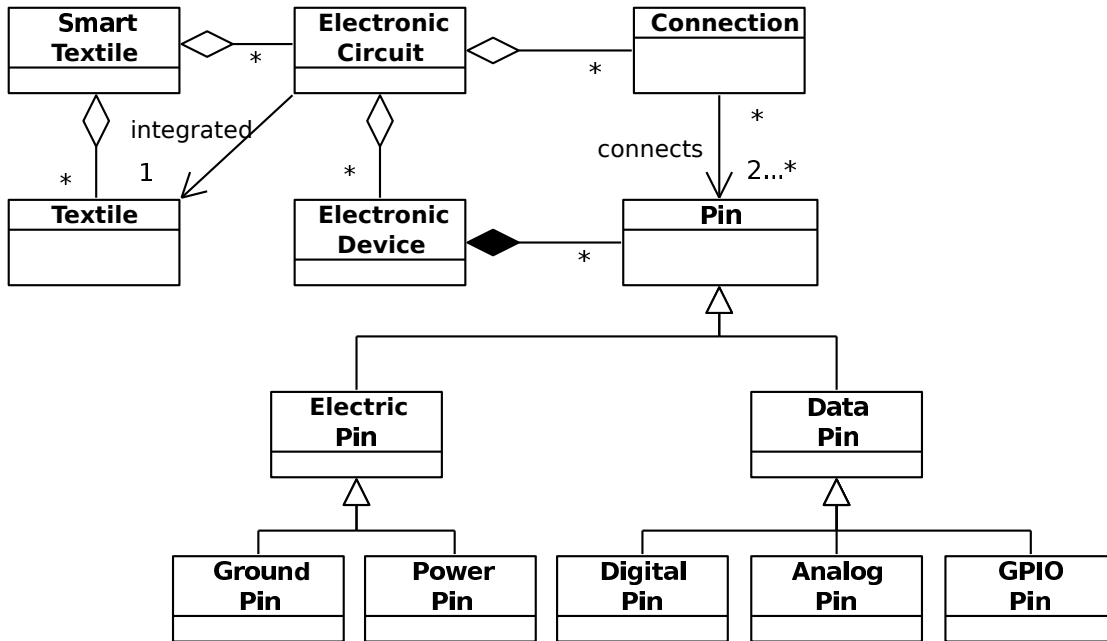 Smart
Textile
*
Electronic
Circuit
*
Connection
integrated
1
*
*
*
connects
2...*
Textile
Electronic
Device
*
Pin
Electric
Pin
Data
Pin
Ground
Pin
Power
Pin
Digital
Pin
Analog
Pin
GPIO
Pin